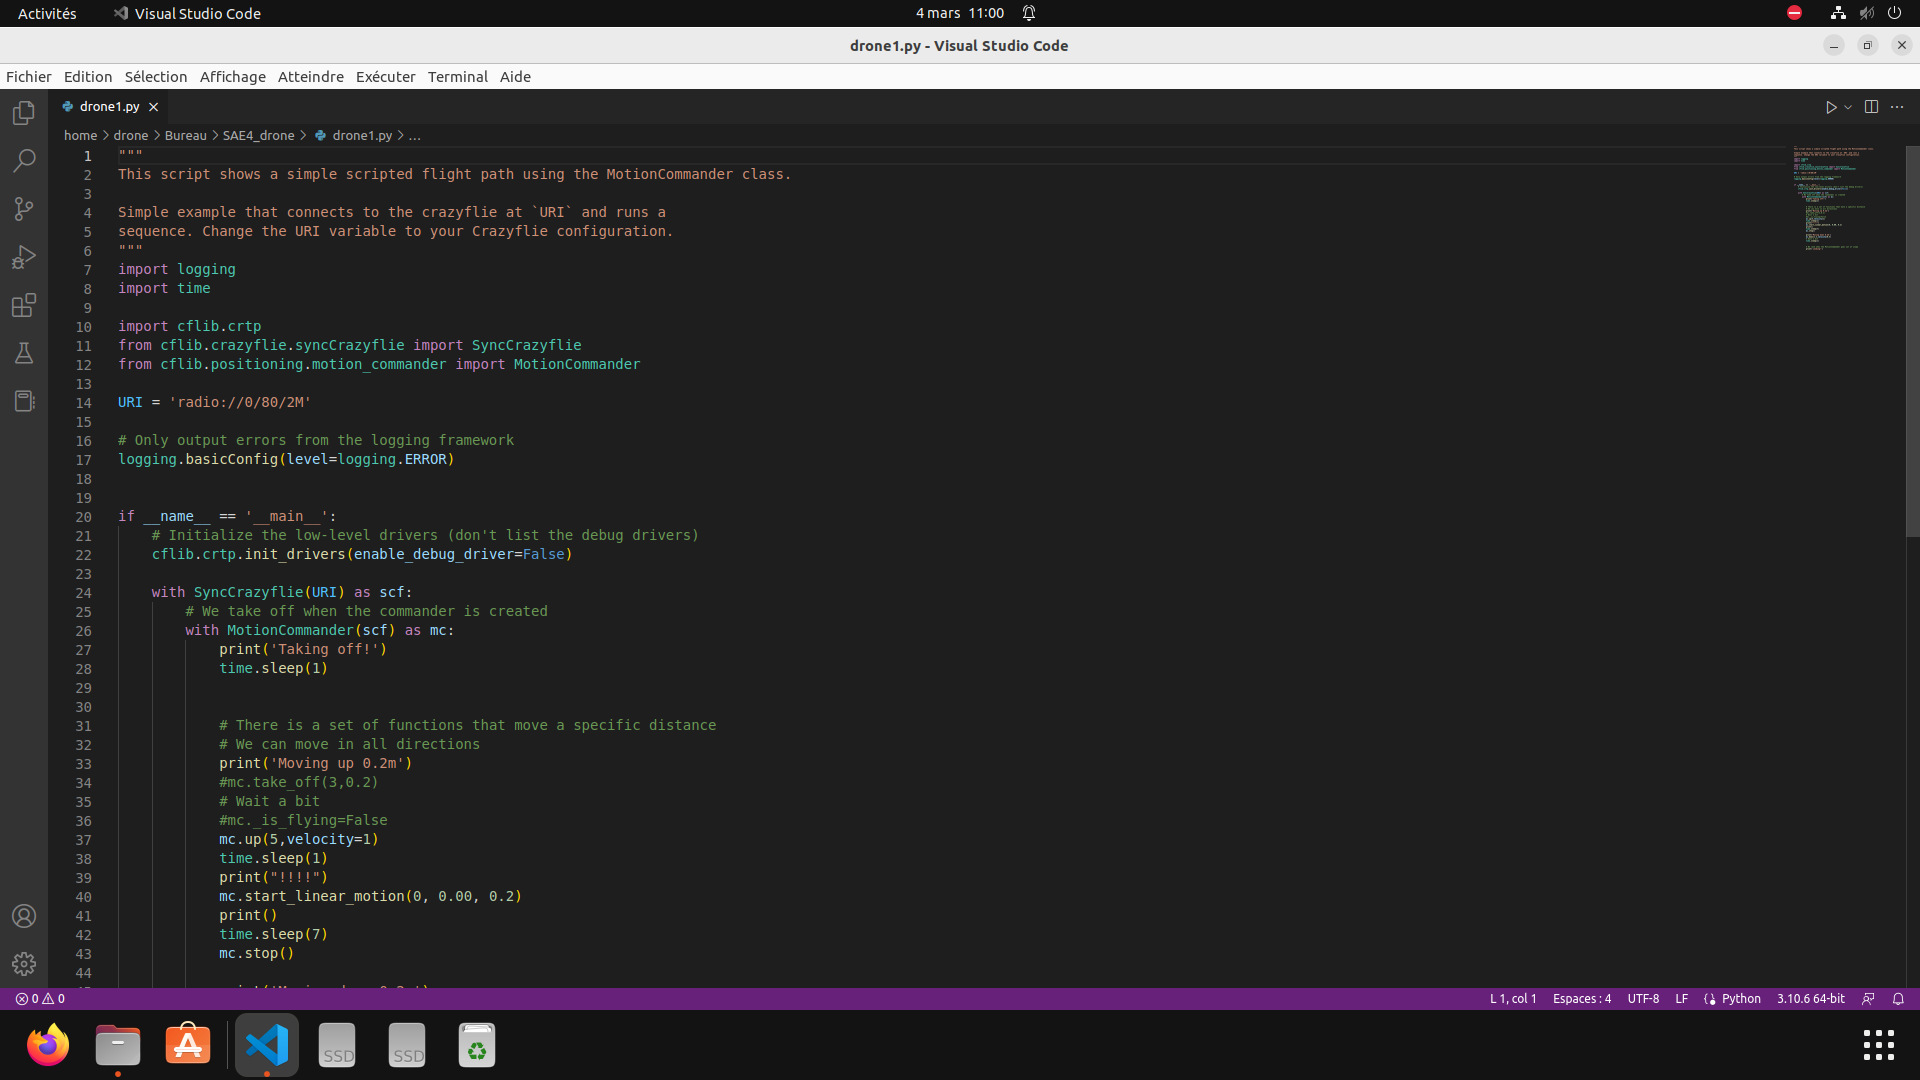 Activités
Visual Studio Code
4 mars 11:00
drone1.py - Visual Studio Code
Fichier Edition Sélection Affichage Atteindre Exécuter Terminal Aide
drone1.py
home > drone > Bureau > SAE4_drone > drone1.py > ...
1 """
2 This script shows a simple scripted flight path using the MotionCommander class.
3
4 Simple example that connects to the crazyflie at `URI` and runs a
5 sequence. Change the URI variable to your Crazyflie configuration.
6 """
7 import logging
8 import time
9
10 import cflib.crtp
11 from cflib.crazyflie.syncCrazyflie import SyncCrazyflie
12 from cflib.positioning.motion_commander import MotionCommander
13
14 URI = 'radio://0/80/2M'
15
16 # Only output errors from the logging framework
17 logging.basicConfig(level=logging.ERROR)
18
19
20 if __name__ == '__main__':
21     # Initialize the low-level drivers (don't list the debug drivers)
22     cflib.crtp.init_drivers(enable_debug_driver=False)
23
24     with SyncCrazyflie(URI) as scf:
25         # We take off when the commander is created
26         with MotionCommander(scf) as mc:
27             print('Taking off!')
28             time.sleep(1)
29
30
31             # There is a set of functions that move a specific distance
32             # We can move in all directions
33             print('Moving up 0.2m')
34             #mc.take_off(3,0.2)
35             # Wait a bit
36             #mc._is_flying=False
37             mc.up(5,velocity=1)
38             time.sleep(1)
39             print("!!!!")
40             mc.start_linear_motion(0, 0.00, 0.2)
41             print()
42             time.sleep(7)
43             mc.stop()
44
0 0
L 1, col 1 Espaces : 4 UTF-8 LF Python 3.10.6 64-bit
SSD
SSD